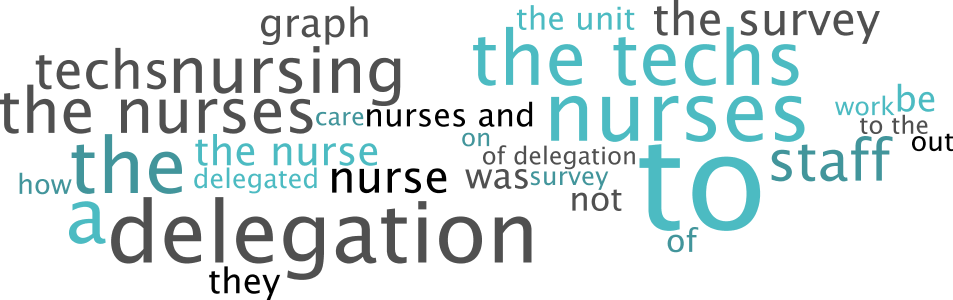 graph
the unit
the survey
techs
nursing
the techs
the nurses
care
nurses and
nurses
work
be
to the
out
the
the nurse
on
of delegation
to
staff
how
delegated
nurse
was
survey
not
a
delegation
of
they